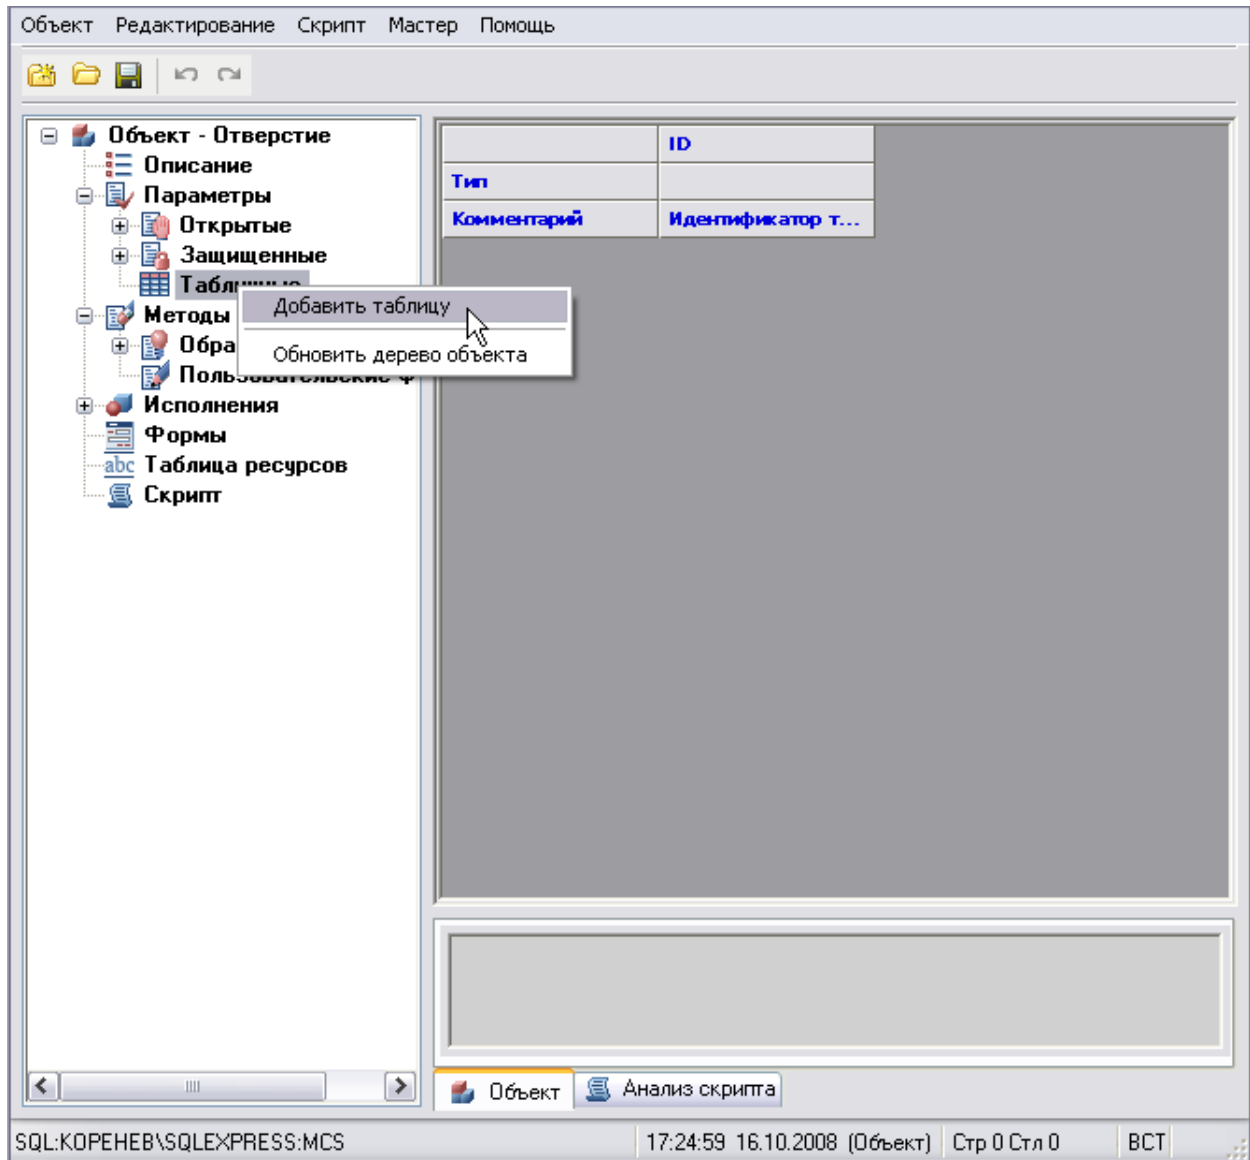 Объект Редактирование Скрипт Мастер Помощь
Объект - Отверстие
Описание
Параметры
Открытые
Защищенные
Методы
Исполнения
Формы
Таблица ресурсов
Скрипт
Добавить таблицу
Обновить дерево объекта
ID
Тип
Комментарий Идентификатор т...
Объект Анализ скрипта
SQL:КОРЕНЕВ\SQLEXPRESS:MCS 17:24:59 16.10.2008 (Объект) Стр 0 Стл 0 ВСТ